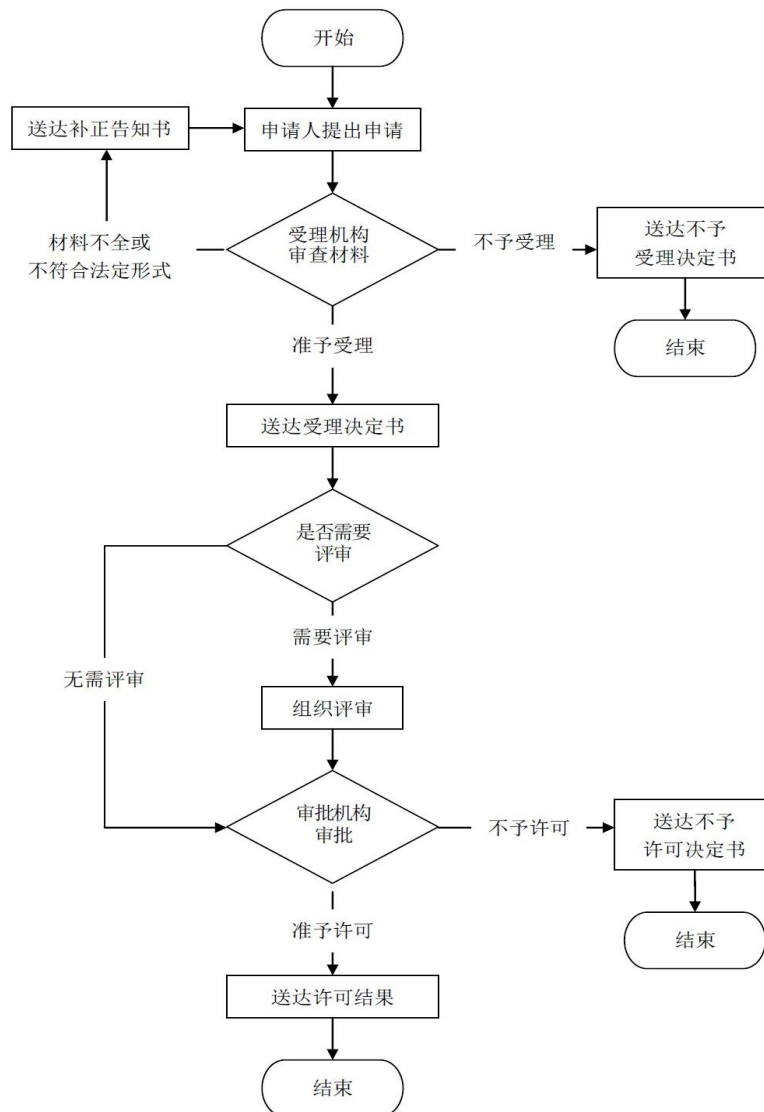 开始
送达补正告知书
申请人提出申请
材料不全或
不符合法定形式
受理机构
审查材料
不予受理
送达不予
受理决定书
结束
准予受理
送达受理决定书
是否需要
评审
需要评审
无需评审
组织评审
审批机构
审批
不予许可
送达不予
许可决定书
结束
准予许可
送达许可结果
结束